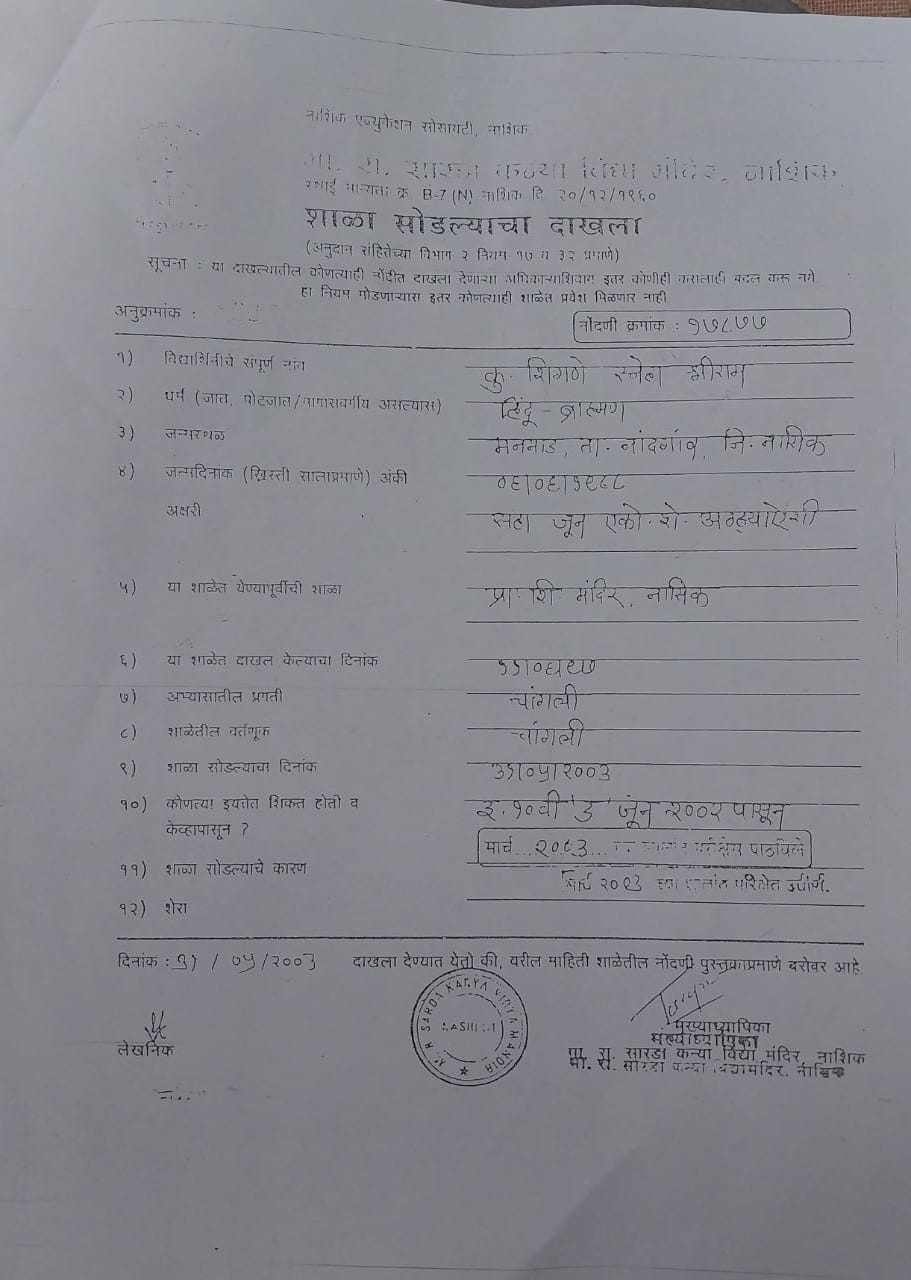 नाशिक एज्युकेशन सोसायटी, नाशिक
मा. रा. सारडा कन्या विद्या मंदिर, नाशिक
स्थाई मान्यता क्र B-7 (N) नाशिक दि २०/१२/१९६०
शाळा सोडल्याचा दाखला
(अनुदान संहितेच्या विभाग २ नियम १७ व ३२ प्रमाणे)
सूचना : या दाखल्यातील कोणत्याही नोंदीत दाखला देणाऱ्या अधिकाऱ्याशिवाय इतर कोणीही कसलाही बदल करू नये
हा नियम मोडणाऱ्यास इतर कोणत्याही शाळेत प्रवेश मिळणार नाही
अनुक्रमांक :
नोंदणी क्रमांक : १७८७७
१) विद्यार्थिनीचे संपूर्ण नांव कु. शिंगणे स्नेहा श्रीराम
२) धर्म (जात, पोटजात/मागासवर्गीय असल्यास) हिंदू - ब्राह्मण
३) जन्मस्थळ मनमाड, ता. नांदगांव, जि. नासिक
४) जन्मदिनांक (ख्रिस्ती सालाप्रमाणे) अंकी ०६/०६/१९८८
अक्षरी सहा जून एको. शे. अठ्ठ्याऐंशी
५) या शाळेत येण्यापूर्वीची शाळा प्रा. शि. मंदिर, नासिक
६) या शाळेत दाखल केल्याचा दिनांक ११/०६/९७
७) अभ्यासातील प्रगती चांगली
८) शाळेतील वर्तणूक चांगली
९) शाळा सोडल्याचा दिनांक ३१/०५/२००३
१०) कोणत्या इयत्तेत शिकत होती व इ. १०वी 'ड' जून २००२ पासून
केव्हापासून ?
मार्च ... २००३ ... परीक्षेस पाठविले
११) शाळा सोडल्याचे कारण मार्च २००३ च्या शालांत परिक्षेत उत्तीर्ण.
१२) शेरा
दिनांक : ३१ / ०५ / २००३ दाखला देण्यात येतो की, वरील माहिती शाळेतील नोंदणी पुस्तकाप्रमाणे बरोबर आहे.
M. R. SARDA KANYA VIDYA MANDIR
NASHIK-1
लेखनिक
मुख्याध्यापिका
मुख्याध्यापिका
मा. रा. सारडा कन्या विद्या मंदिर, नाशिक
मा. रा. सारडा कन्या विद्यामंदिर, नाशिक